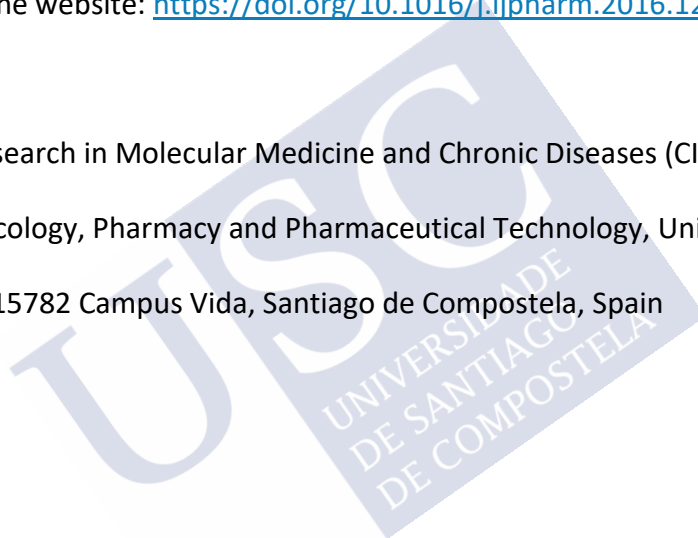 ne website: https://doi.org/10.1016/j.ijpharm.2016.12
search in Molecular Medicine and Chronic Diseases (CI
cology, Pharmacy and Pharmaceutical Technology, Uni
15782 Campus Vida, Santiago de Compostela, Spain
USC
UNIVERSIDADE
DE SANTIAGO
DE COMPOSTELA